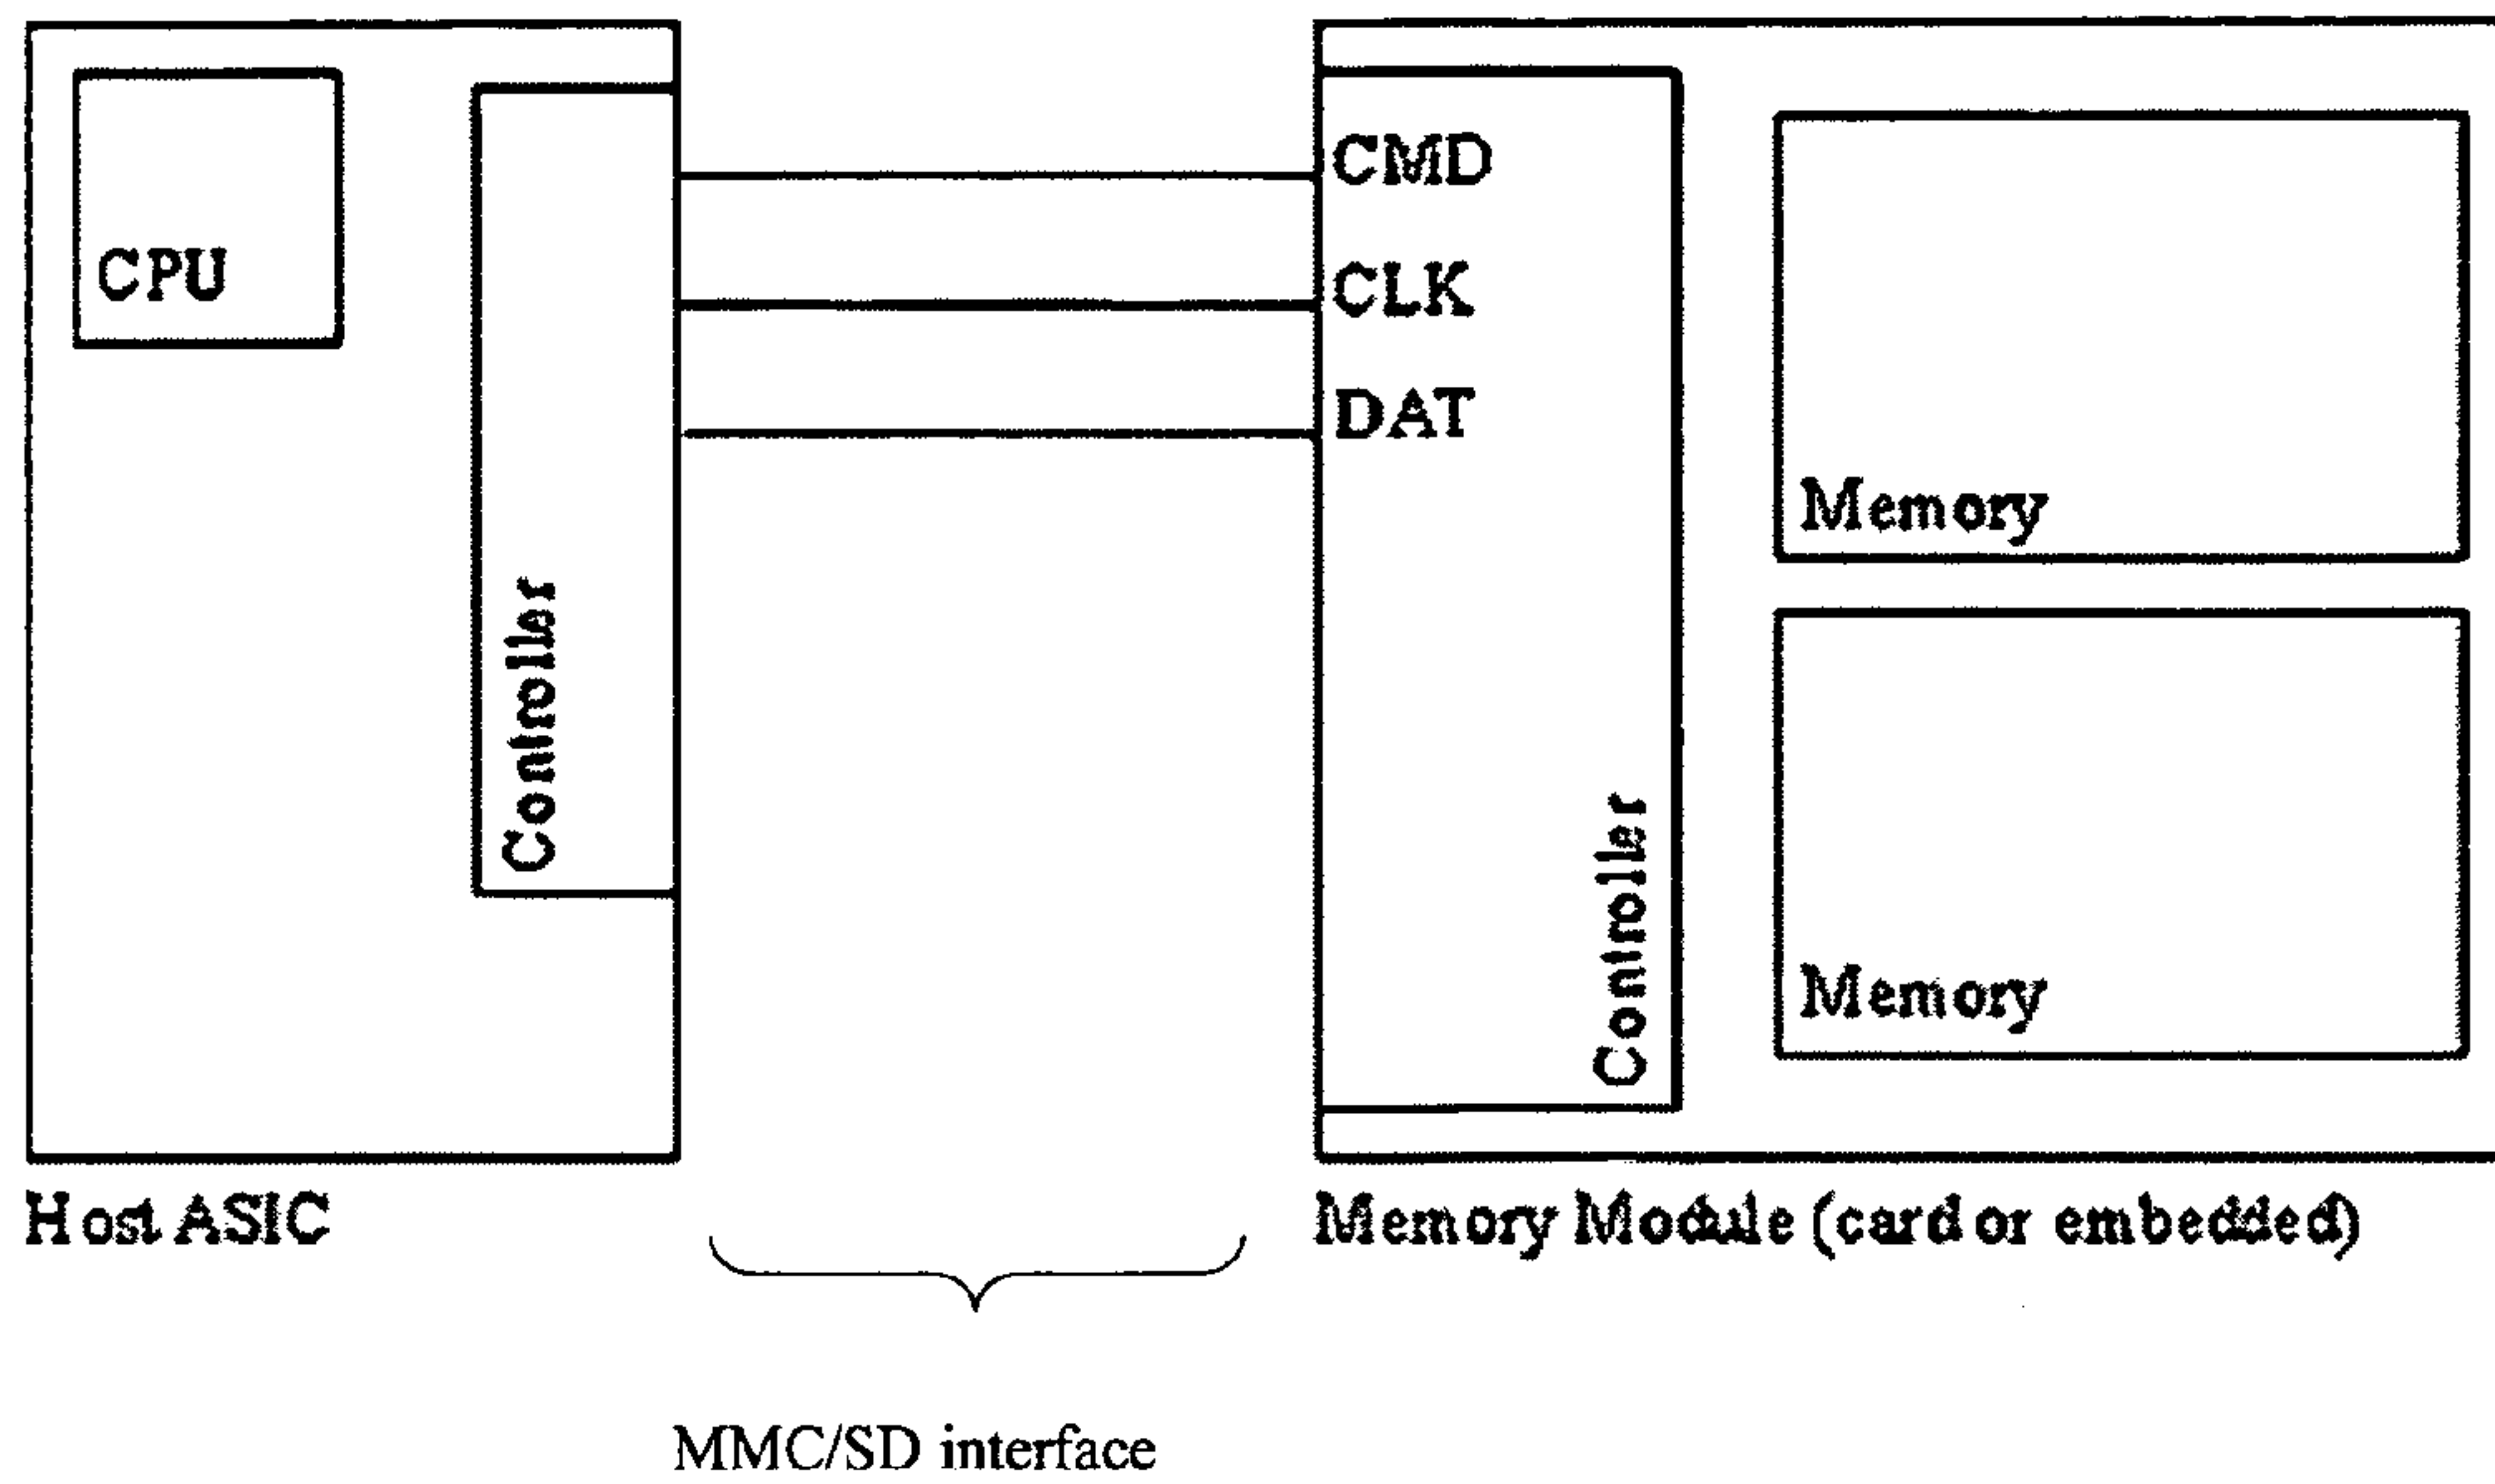 CPU
Controller
CMD
CLK
DAT
Controller
Memory
Memory
Host ASIC
Memory Module (card or embedded)
MMC/SD interface